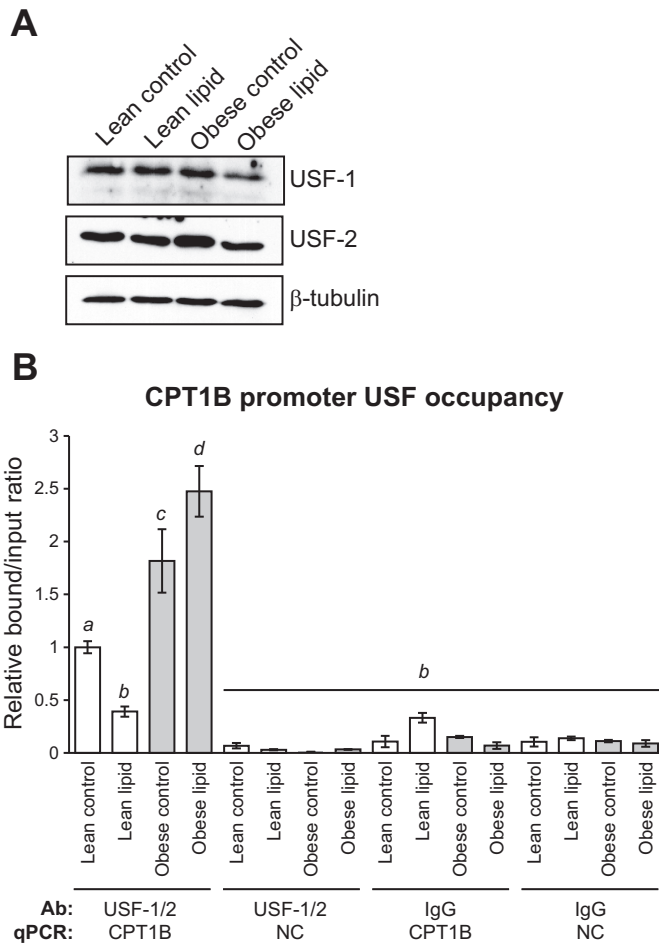 A
Lean control
Lean lipid
Obese control
Obese lipid
USF-1
USF-2
β-tubulin
B
CPT1B promoter USF occupancy
Relative bound/input ratio
3
2.5
2
1.5
1
0.5
0
a
b
c
d
b
Lean control
Lean lipid
Obese control
Obese lipid
Lean control
Lean lipid
Obese control
Obese lipid
Lean control
Lean lipid
Obese control
Obese lipid
Lean control
Lean lipid
Obese control
Obese lipid
Ab: USF-1/2 USF-1/2 IgG IgG
qPCR: CPT1B NC CPT1B NC